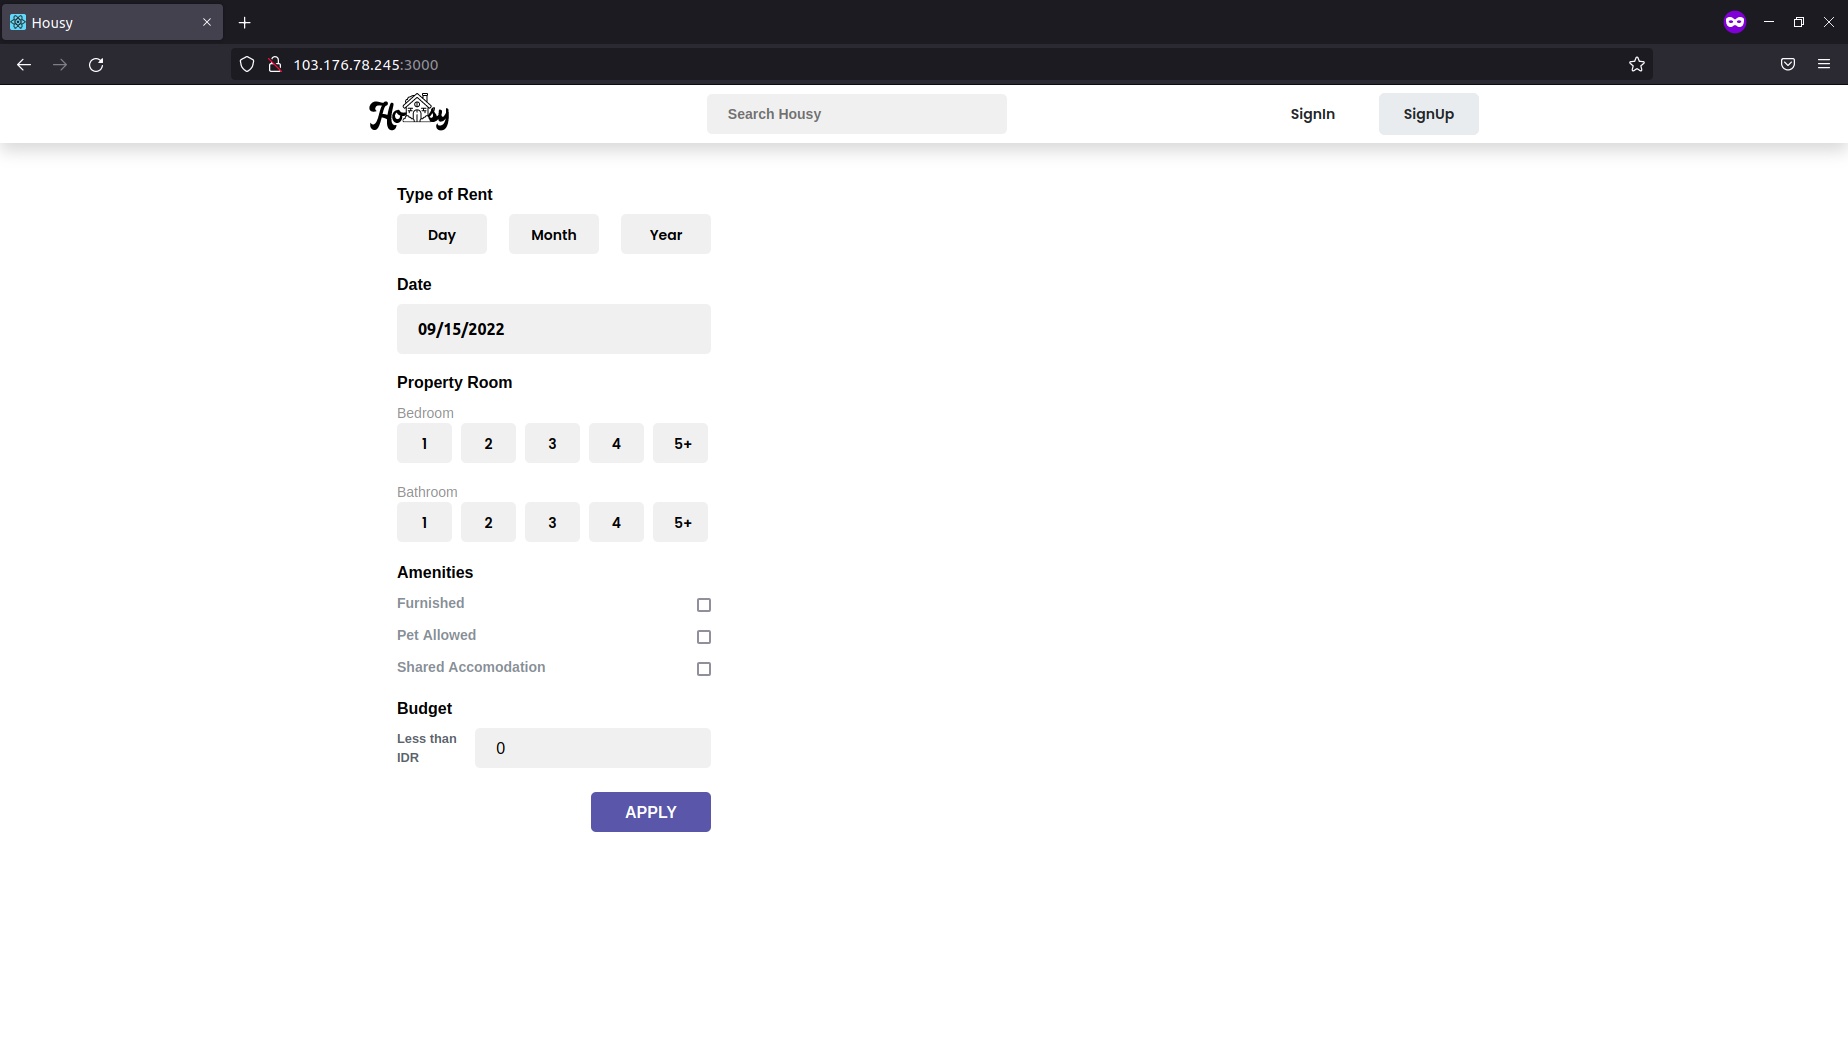 Housy
103.176.78.245:3000
Housy
Search Housy
SignIn
SignUp
Type of Rent
Day
Month
Year
Date
09/15/2022
Property Room
Bedroom
1
2
3
4
5+
Bathroom
1
2
3
4
5+
Amenities
Furnished
Pet Allowed
Shared Accomodation
Budget
Less than
IDR
0
APPLY